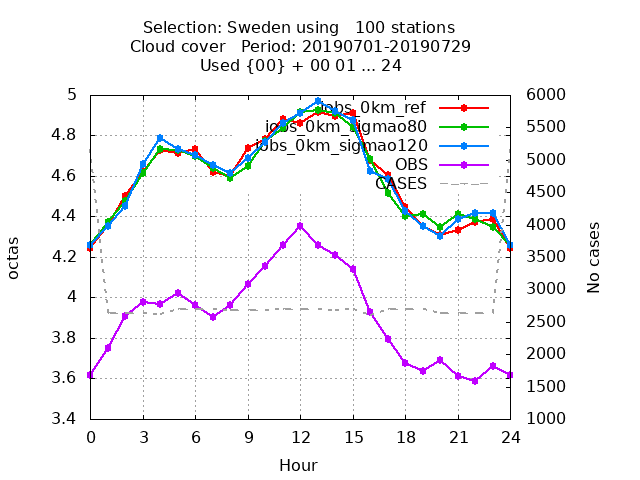 Selection: Sweden using   100 stations
Cloud cover   Period: 20190701-20190729
Used {00} + 00 01 ... 24
jobs_0km_ref
jobs_0km_sigmao80
jobs_0km_sigmao120
OBS
CASES
octas
5
4.8
4.6
4.4
4.2
4
3.8
3.6
3.4
6000
5500
5000
4500
4000
3500
3000
2500
2000
1500
1000
No cases
0 3 6 9 12 15 18 21 24
Hour